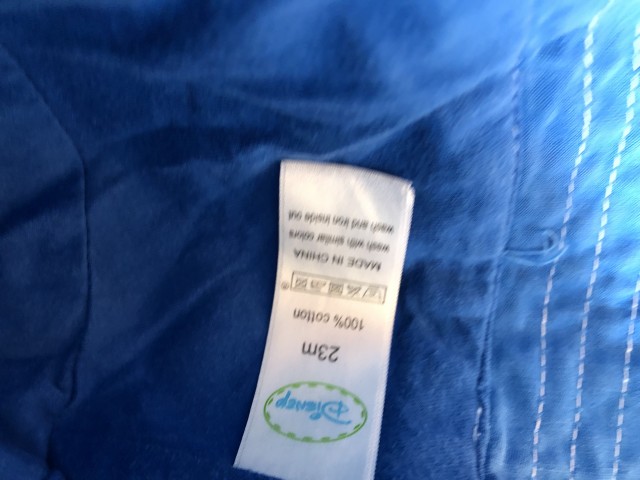 Disney
23m
100% cotton
®
MADE IN CHINA
wash with similar colors
wash and iron inside out